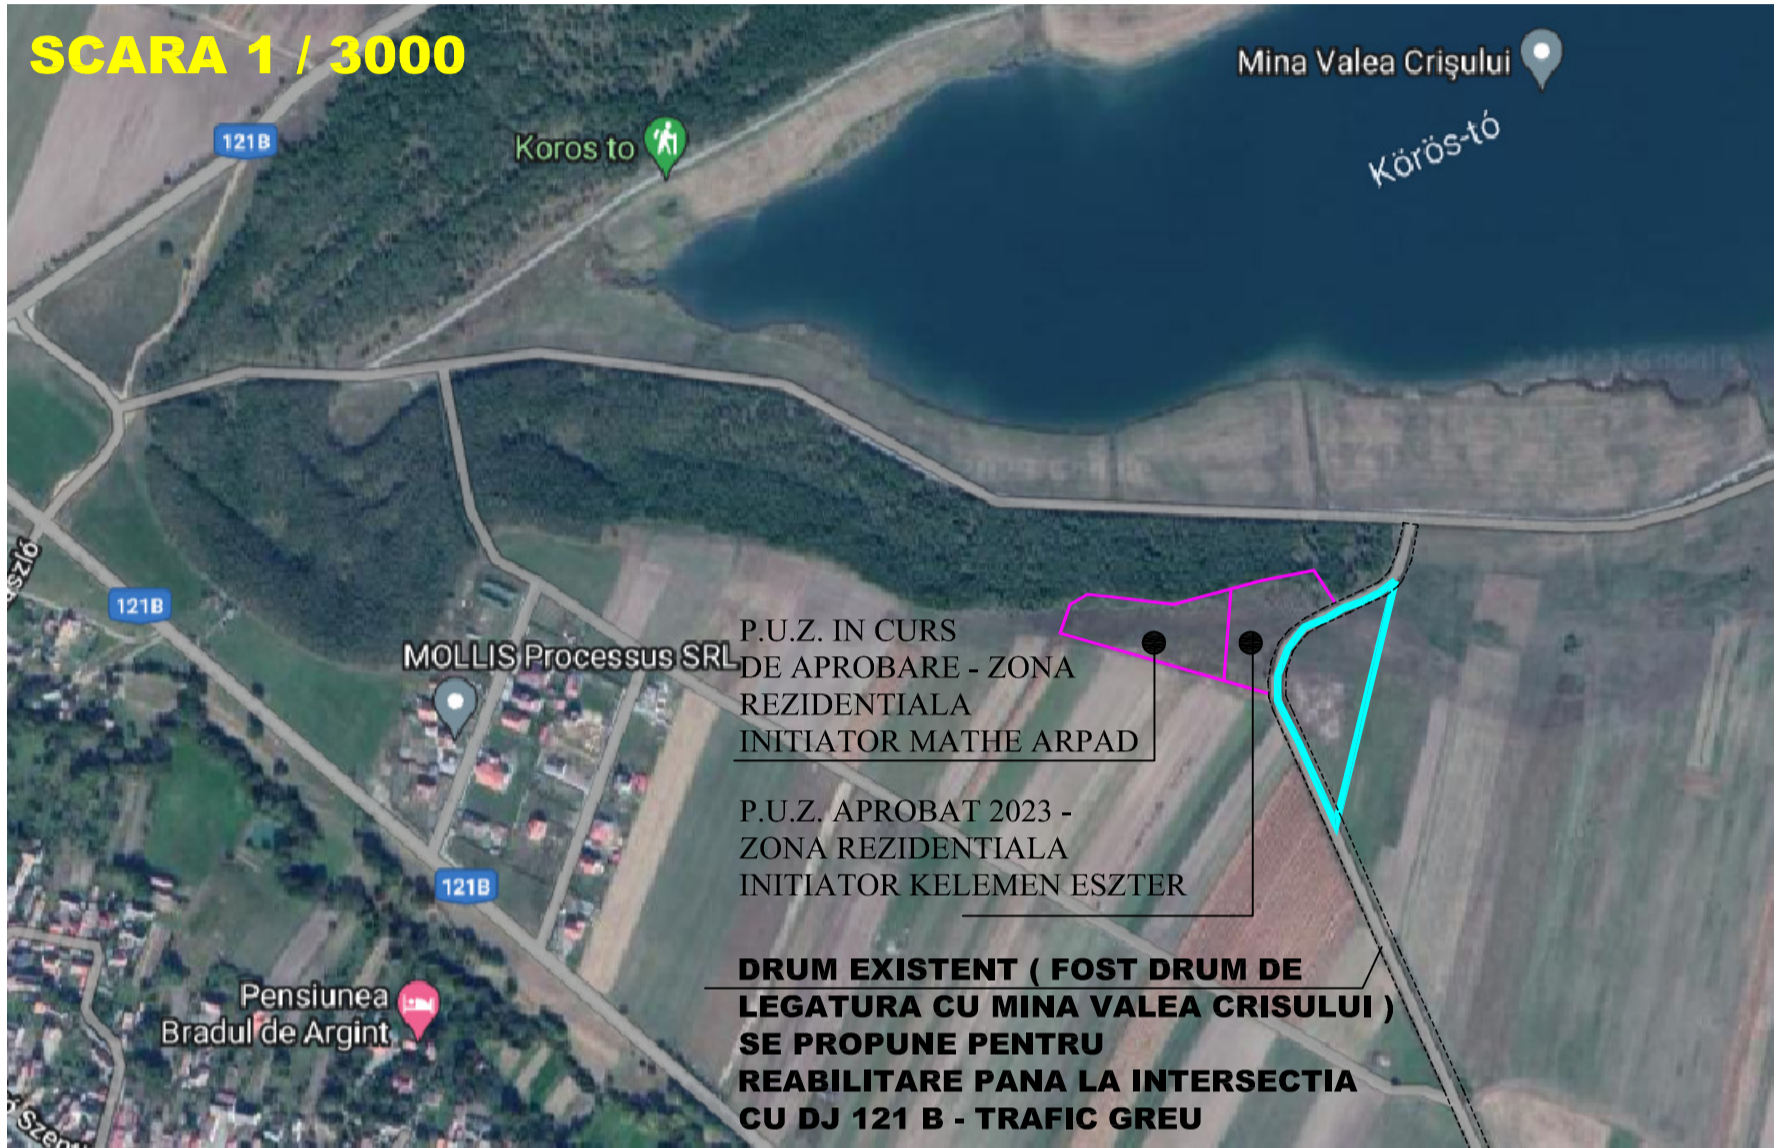 SCARA 1 / 3000
Mina Valea Crişului
121B
Koros to
Körös-tó
121B
MOLLIS Processus SRL
P.U.Z. IN CURS
DE APROBARE - ZONA
REZIDENTIALA
INITIATOR MATHE ARPAD
P.U.Z. APROBAT 2023 -
ZONA REZIDENTIALA
INITIATOR KELEMEN ESZTER
121B
DRUM EXISTENT ( FOST DRUM DE
LEGATURA CU MINA VALEA CRISULUI )
SE PROPUNE PENTRU
REABILITARE PANA LA INTERSECTIA
CU DJ 121 B - TRAFIC GREU
Pensiunea
Bradul de Argint